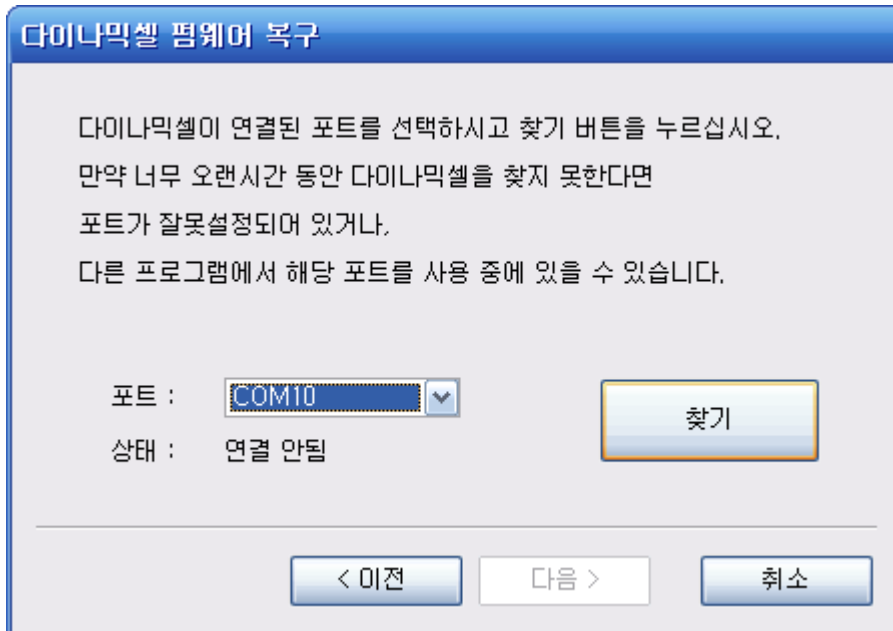 다이나믹셀 펌웨어 복구
다이나믹셀이 연결된 포트를 선택하시고 찾기 버튼을 누르십시오.
만약 너무 오랜시간 동안 다이나믹셀을 찾지 못한다면
포트가 잘못설정되어 있거나,
다른 프로그램에서 해당 포트를 사용 중에 있을 수 있습니다.
포트 : COM10
찾기
상태 : 연결 안됨
< 이전 다음 > 취소